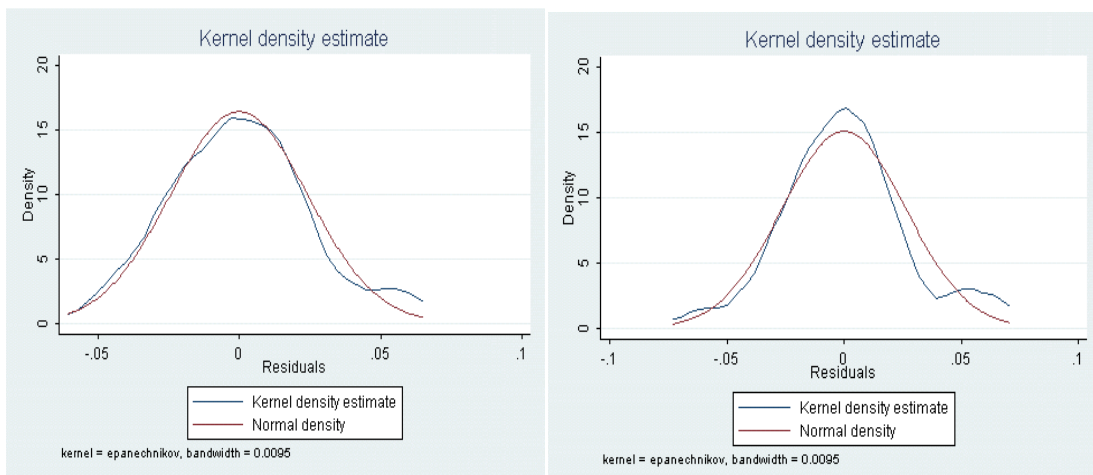 Kernel density estimate
20
15
10
5
0
Density
-.05 0 .05 .1
Residuals
Kernel density estimate
Normal density
kernel = epanechnikov, bandwidth = 0.0095
Kernel density estimate
20
15
10
5
0
Density
-.1 -.05 0 .05 .1
Residuals
Kernel density estimate
Normal density
kernel = epanechnikov, bandwidth = 0.0095